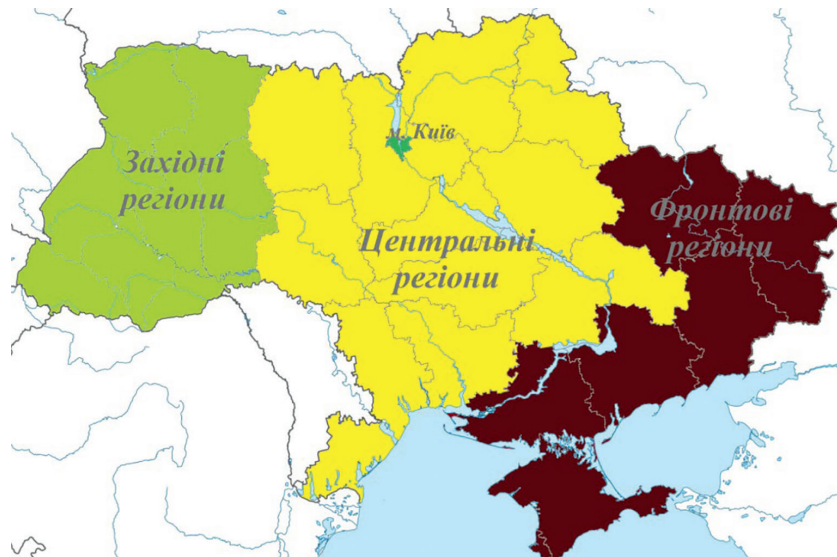 м. Київ
Західні
регіони
Фронтові
регіони
Центральні
регіони